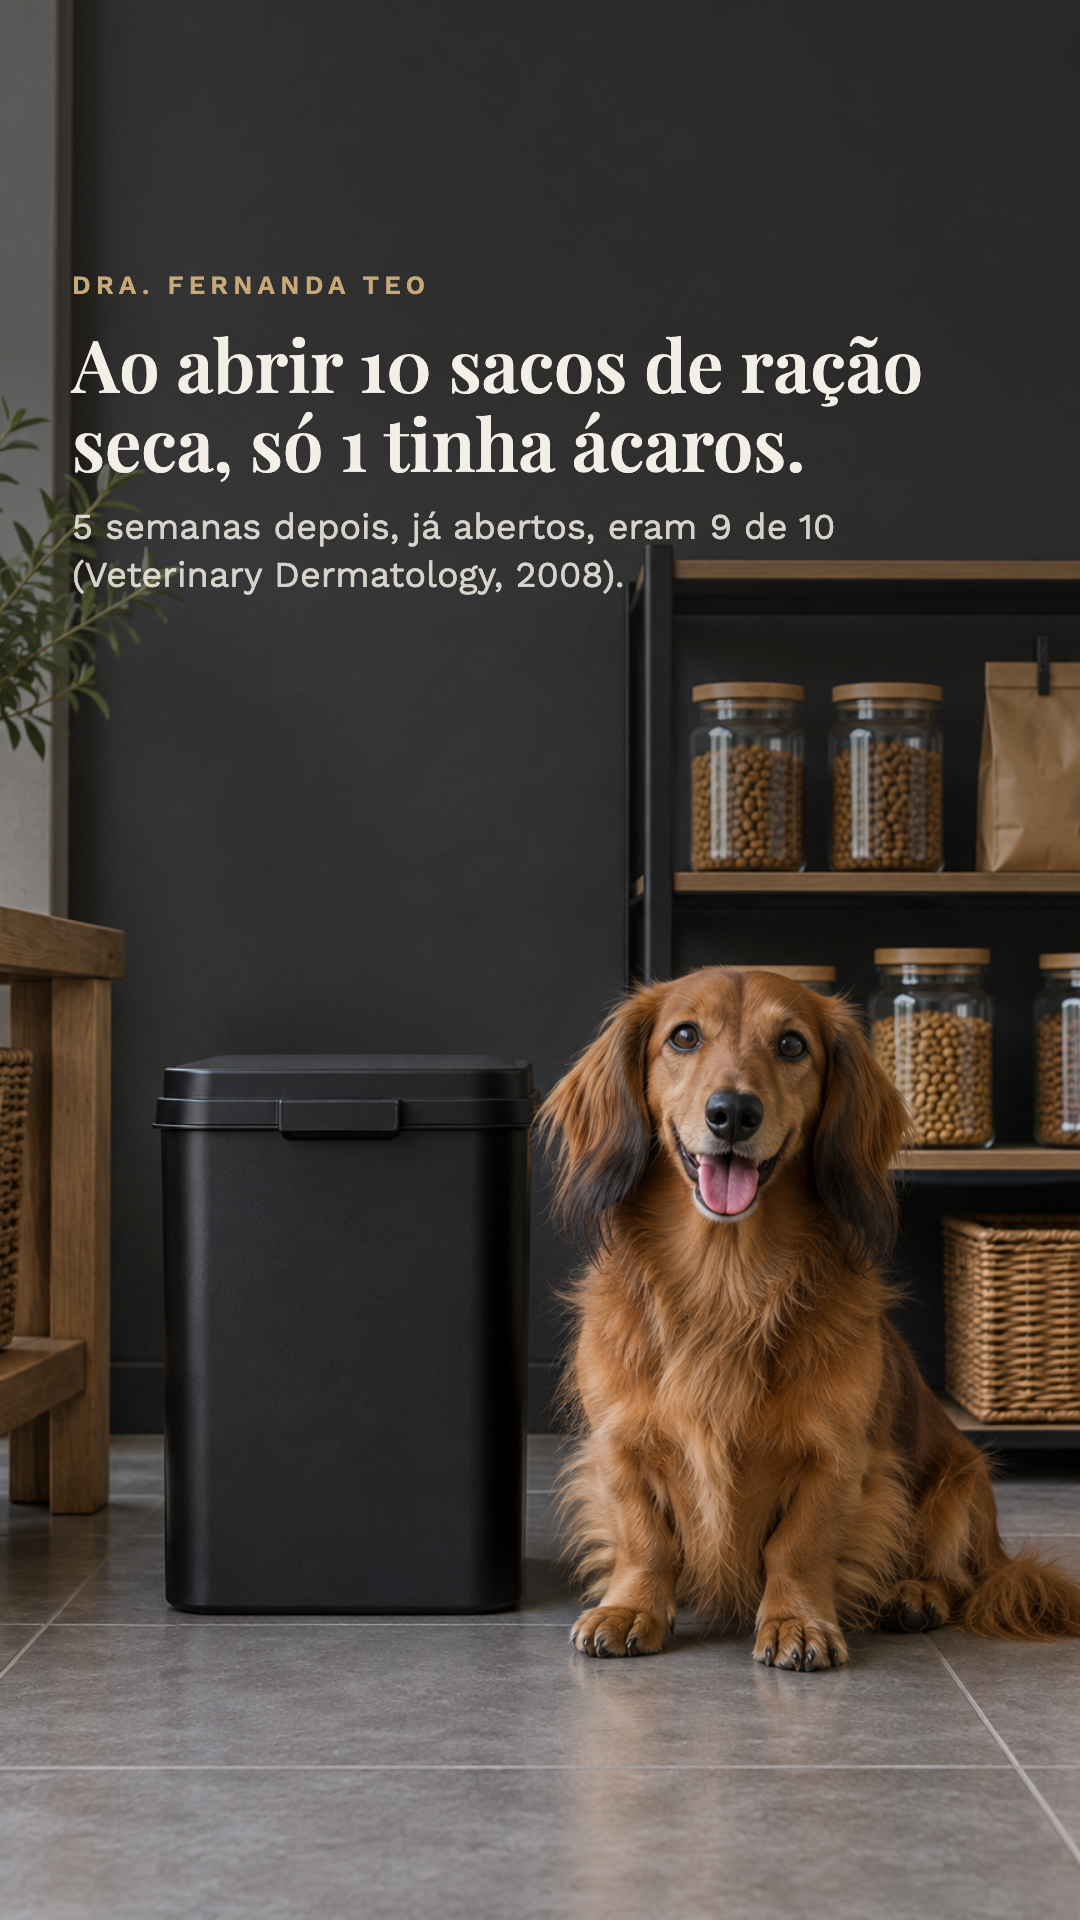 DRA. FERNANDA TEO
Ao abrir 10 sacos de ração
seca, só 1 tinha ácaros.
5 semanas depois, já abertos, eram 9 de 10
(Veterinary Dermatology, 2008).